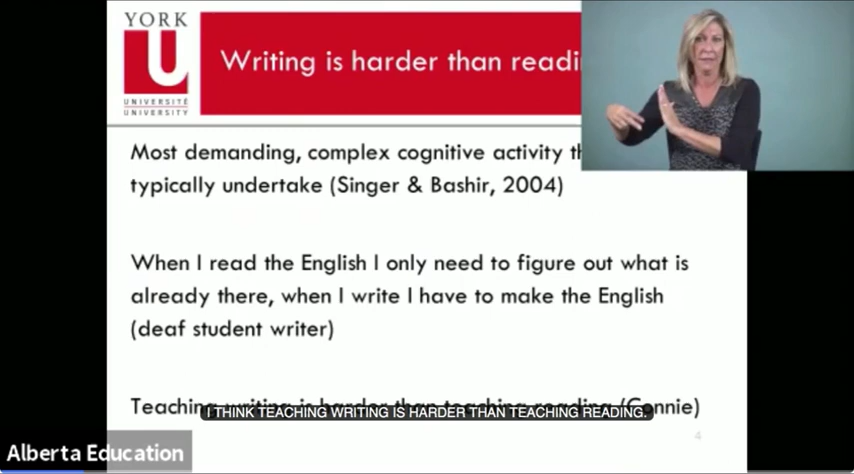 YORK
U
UNIVERSITÉ
UNIVERSITY
Writing is harder than
Most demanding, complex cognitive activity
typically undertake (Singer & Bashir, 2004)
When I read the English I only need to figure out what is
already there, when I write I have to make the English
(deaf student writer)
Teaching writing is harder than teaching reading (Connie)
I THINK TEACHING WRITING IS HARDER THAN TEACHING READING.
4
Alberta Education